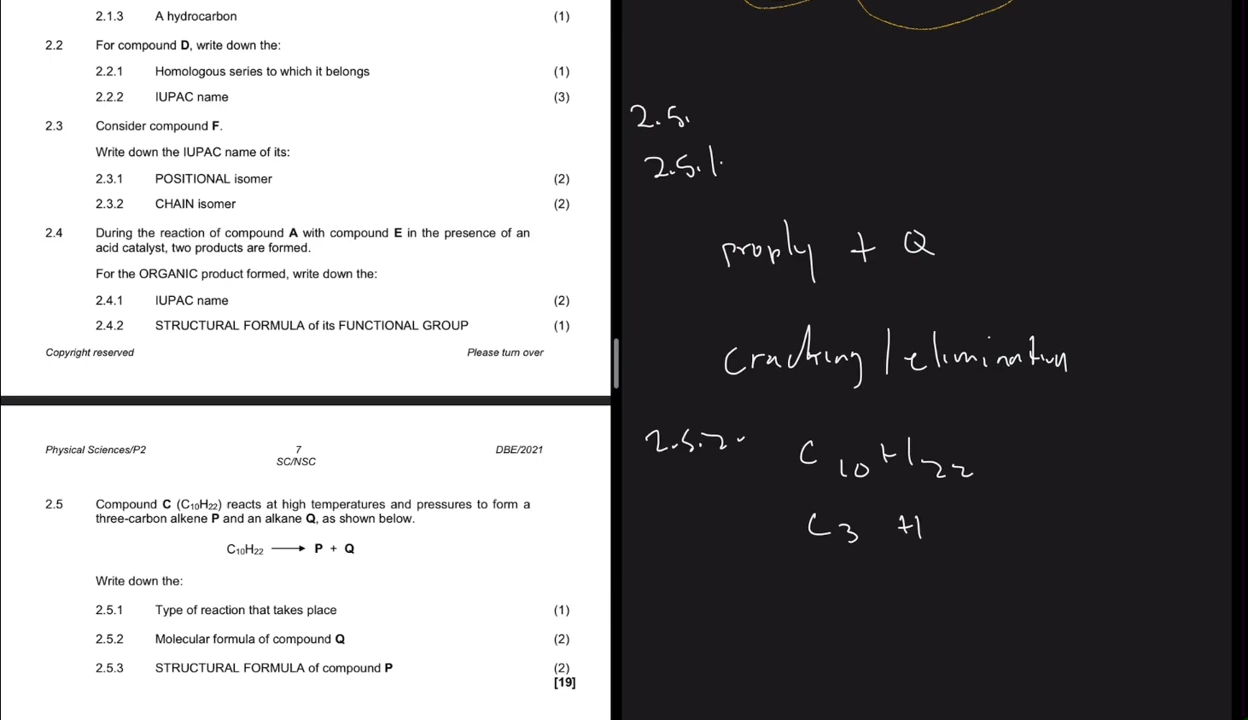 2.1.3 A hydrocarbon (1)
2.2 For compound D, write down the:
2.2.1 Homologous series to which it belongs (1)
2.2.2 IUPAC name (3)
2.3 Consider compound F.
Write down the IUPAC name of its:
2.3.1 POSITIONAL isomer (2)
2.3.2 CHAIN isomer (2)
2.4 During the reaction of compound A with compound E in the presence of an
acid catalyst, two products are formed.
For the ORGANIC product formed, write down the:
2.4.1 IUPAC name (2)
2.4.2 STRUCTURAL FORMULA of its FUNCTIONAL GROUP (1)
Copyright reserved Please turn over
Physical Sciences/P2 7 DBE/2021
SC/NSC
2.5 Compound C (C₁₀H₂₂) reacts at high temperatures and pressures to form a
three-carbon alkene P and an alkane Q, as shown below.
C₁₀H₂₂ ⟶ P + Q
Write down the:
2.5.1 Type of reaction that takes place (1)
2.5.2 Molecular formula of compound Q (2)
2.5.3 STRUCTURAL FORMULA of compound P (2)
[19]
2.5.
2.5.1.
+ Q
cracking / elimination
2.5.2. C₁₀H₂₂
C₃ H